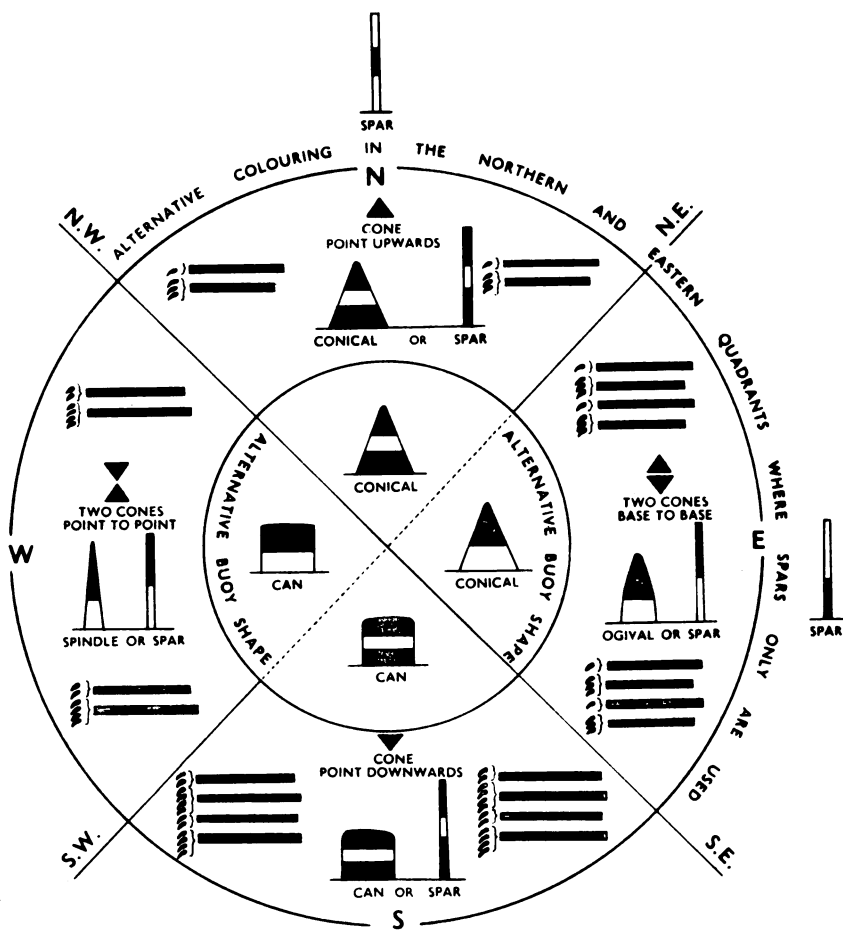 SPAR
ALTERNATIVE COLOURING IN THE NORTHERN AND EASTERN QUADRANTS WHERE SPARS ONLY ARE USED
N
N.W.
N.E.
CONE
POINT UPWARDS
CONICAL OR SPAR
ALTERNATIVE BUOY SHAPE
CONICAL
ALTERNATIVE BUOY SHAPE
TWO CONES
POINT TO POINT
W
SPINDLE OR SPAR
CAN
CONICAL
TWO CONES
BASE TO BASE
E
OGIVAL OR SPAR
SPAR
CAN
CONE
POINT DOWNWARDS
CAN OR SPAR
S.W.
S.E.
S